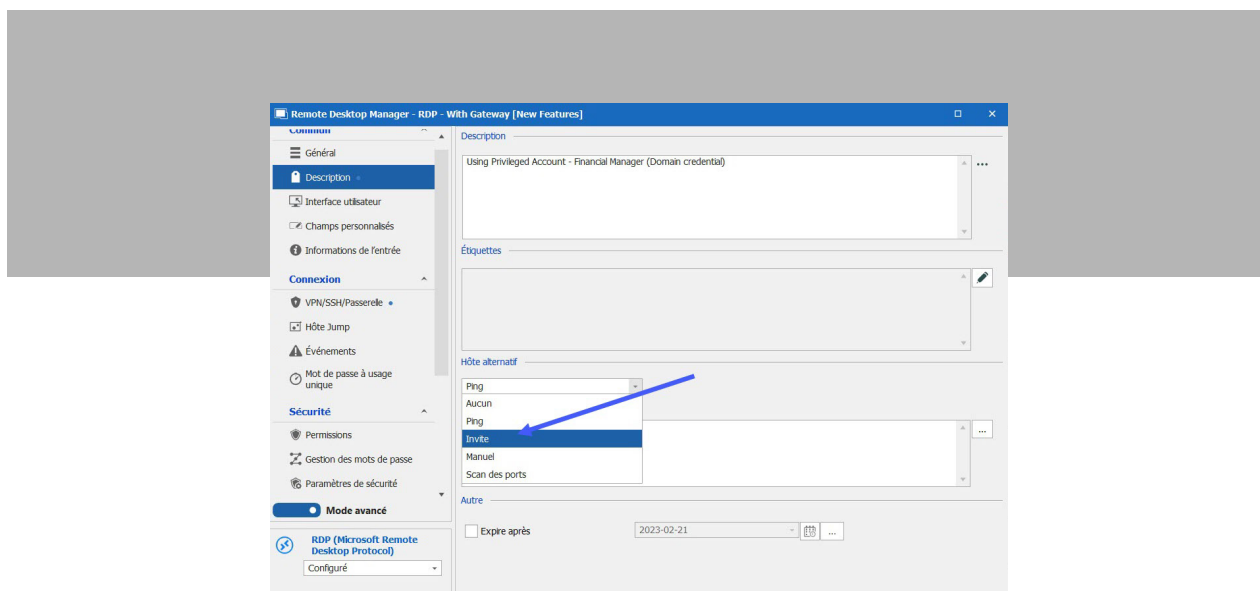 Remote Desktop Manager - RDP - With Gateway [New Features]
Commun
Général
Description
Interface utilisateur
Champs personnalisés
Informations de l'entrée
Connexion
VPN/SSH/Passerelle
Hôte Jump
Événements
Mot de passe à usage
unique
Sécurité
Permissions
Gestion des mots de passe
Paramètres de sécurité
Mode avancé
RDP (Microsoft Remote
Desktop Protocol)
Configuré
Description
Using Privileged Account - Financial Manager (Domain credential)
...
Étiquettes
Hôte alternatif
Ping
Aucun
Ping
Invite
Manuel
Scan des ports
...
Autre
Expire après
2023-02-21
...